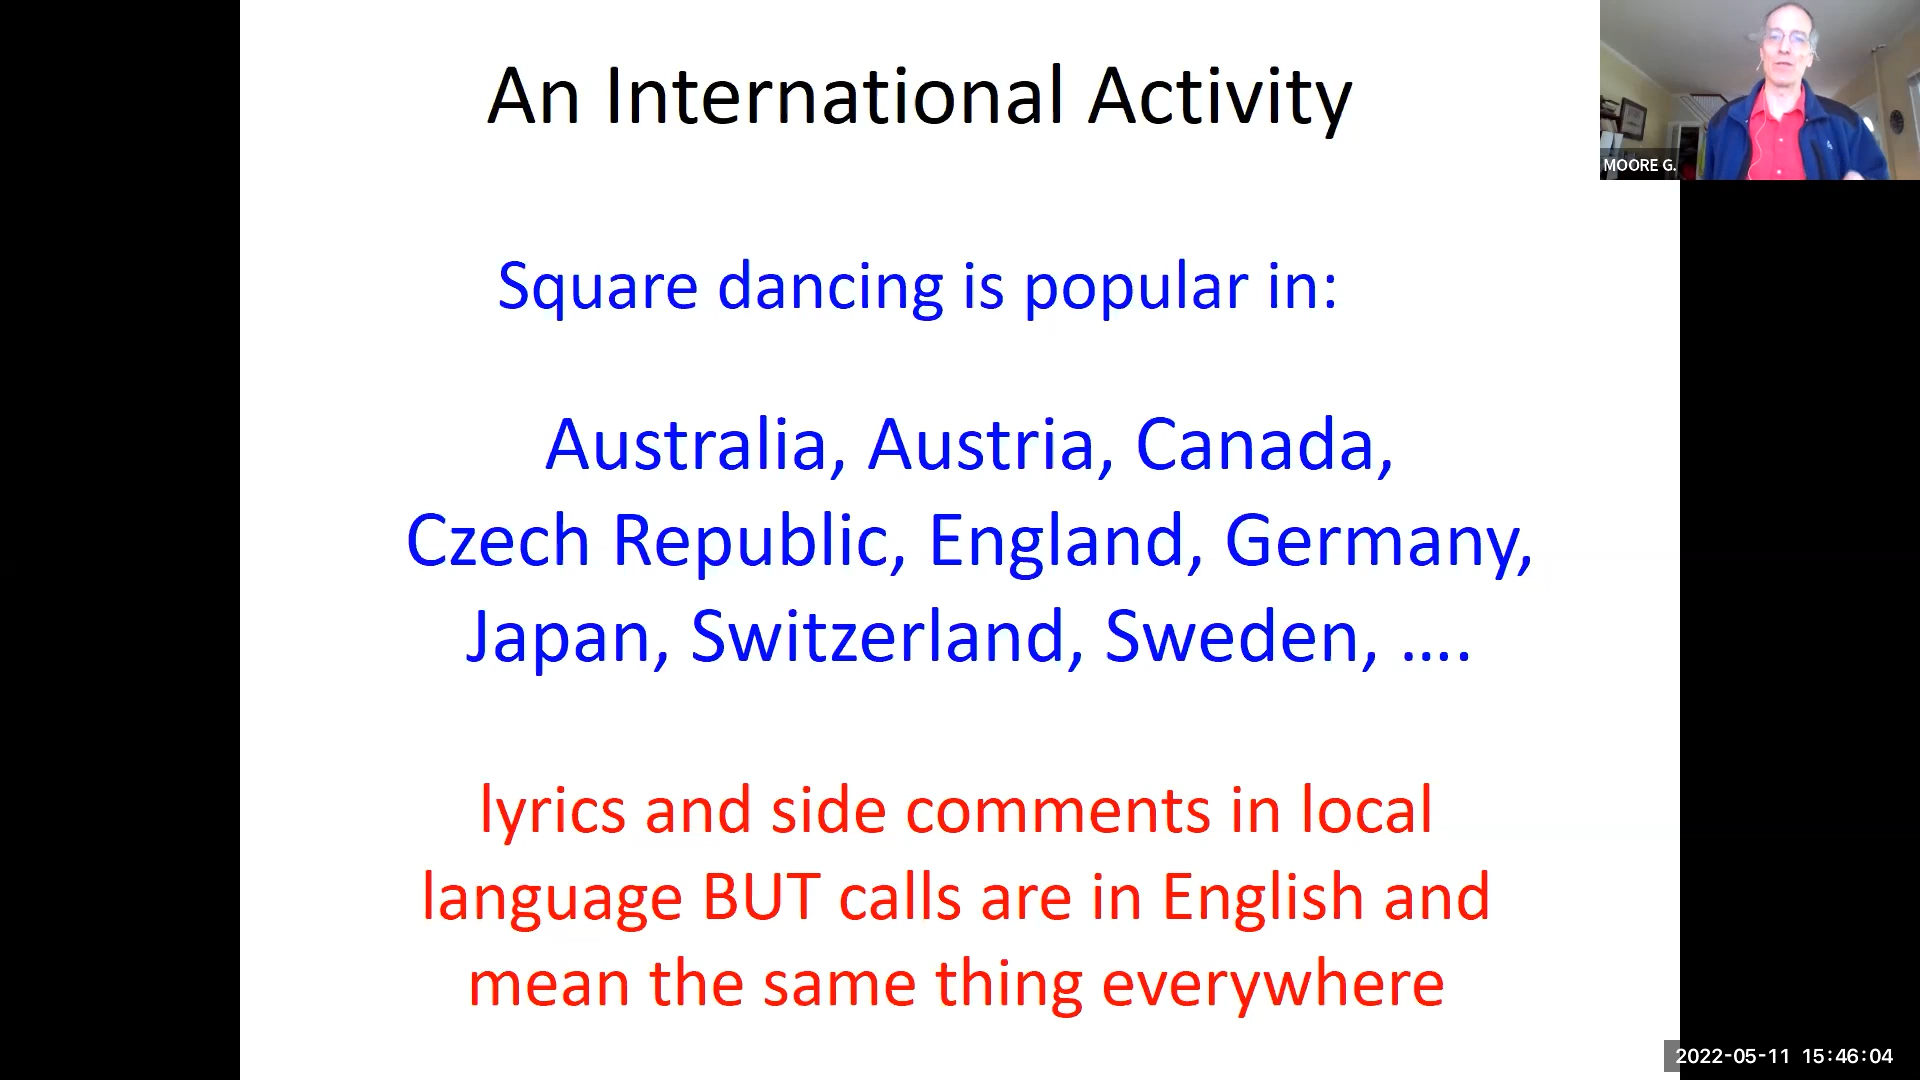 An International Activity
Square dancing is popular in:
Australia, Austria, Canada,
Czech Republic, England, Germany,
Japan, Switzerland, Sweden, ....
lyrics and side comments in local
language BUT calls are in English and
mean the same thing everywhere
MOORE G.
2022-05-11 15:46:04